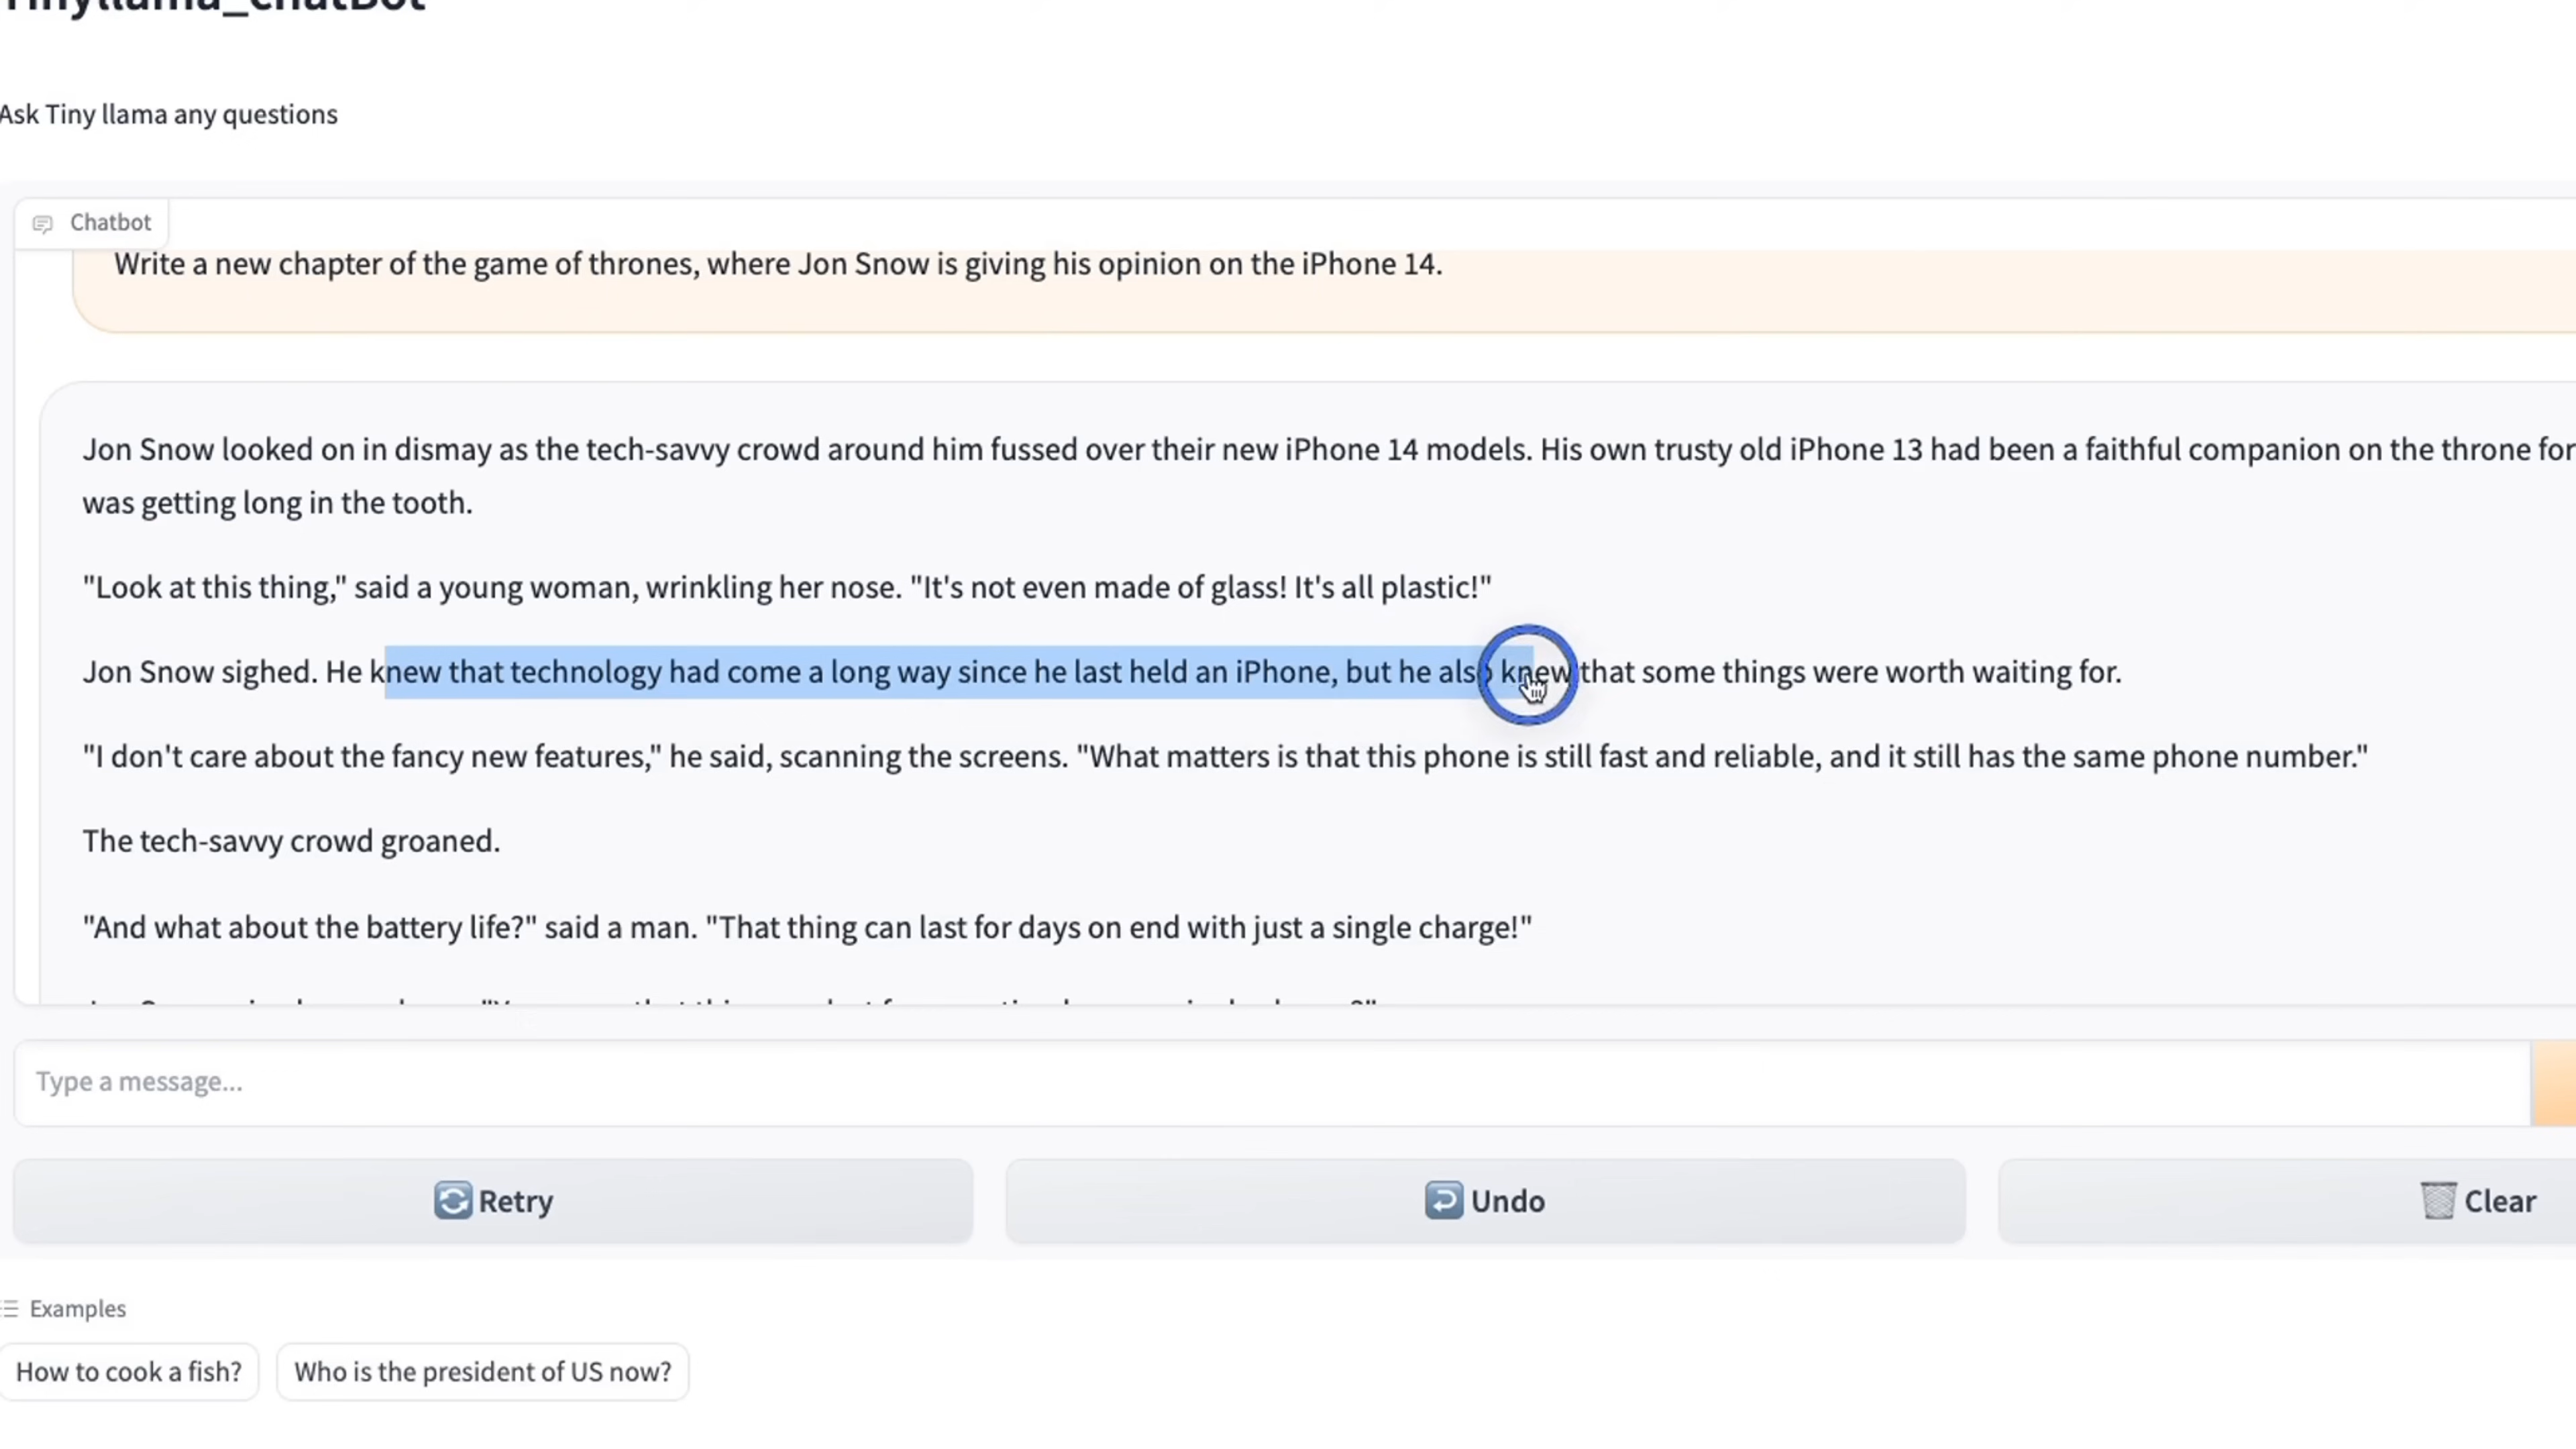 Tinyllama_chatBot
Ask Tiny llama any questions
Chatbot
Write a new chapter of the game of thrones, where Jon Snow is giving his opinion on the iPhone 14.
Jon Snow looked on in dismay as the tech-savvy crowd around him fussed over their new iPhone 14 models. His own trusty old iPhone 13 had been a faithful companion on the throne for
was getting long in the tooth.
"Look at this thing," said a young woman, wrinkling her nose. "It's not even made of glass! It's all plastic!"
Jon Snow sighed. He knew that technology had come a long way since he last held an iPhone, but he also knew that some things were worth waiting for.
"I don't care about the fancy new features," he said, scanning the screens. "What matters is that this phone is still fast and reliable, and it still has the same phone number."
The tech-savvy crowd groaned.
"And what about the battery life?" said a man. "That thing can last for days on end with just a single charge!"
Type a message...
Retry
Undo
Clear
Examples
How to cook a fish?
Who is the president of US now?